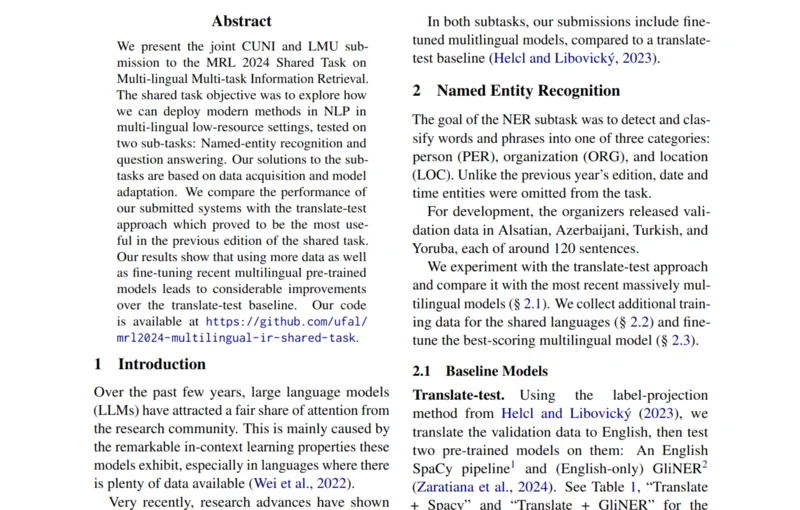 Abstract
We present the joint CUNI and LMU sub-
mission to the MRL 2024 Shared Task on
Multi-lingual Multi-task Information Retrieval.
The shared task objective was to explore how
we can deploy modern methods in NLP in
multi-lingual low-resource settings, tested on
two sub-tasks: Named-entity recognition and
question answering. Our solutions to the sub-
tasks are based on data acquisition and model
adaptation. We compare the performance of
our submitted systems with the translate-test
approach which proved to be the most use-
ful in the previous edition of the shared task.
Our results show that using more data as well
as fine-tuning recent multilingual pre-trained
models leads to considerable improvements
over the translate-test baseline. Our code
is available at https://github.com/ufal/
mrl2024-multilingual-ir-shared-task.
1 Introduction
Over the past few years, large language models
(LLMs) have attracted a fair share of attention from
the research community. This is mainly caused by
the remarkable in-context learning properties these
models exhibit, especially in languages where there
is plenty of data available (Wei et al., 2022).
Very recently, research advances have shown
In both subtasks, our submissions include fine-
tuned mulitlingual models, compared to a translate-
test baseline (Helcl and Libovický, 2023).
2 Named Entity Recognition
The goal of the NER subtask was to detect and clas-
sify words and phrases into one of three categories:
person (PER), organization (ORG), and location
(LOC). Unlike the previous year's edition, date and
time entities were omitted from the task.
For development, the organizers released vali-
dation data in Alsatian, Azerbaijani, Turkish, and
Yoruba, each of around 120 sentences.
We experiment with the translate-test approach
and compare it with the most recent massively mul-
tilingual models (§ 2.1). We collect additional train-
ing data for the shared languages (§ 2.2) and fine-
tune the best-scoring multilingual model (§ 2.3).
2.1 Baseline Models
Translate-test. Using the label-projection
method from Helcl and Libovický (2023), we
translate the validation data to English, then test
two pre-trained models on them: An English
SpaCy pipeline¹ and (English-only) GliNER²
(Zaratiana et al., 2024). See Table 1, “Translate
+ Spacy” and “Translate + GliNER” for the